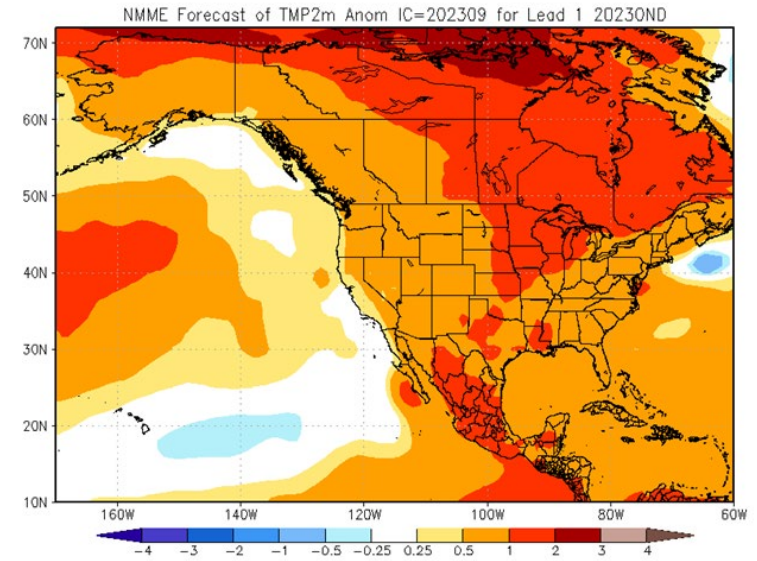 NMME Forecast of TMP2m Anom IC=202309 for Lead 1 2023OND
70N
60N
50N
40N
30N
20N
10N
160W 140W 120W 100W 80W 60W
-4 -3 -2 -1 -0.5 -0.25 0.25 0.5 1 2 3 4